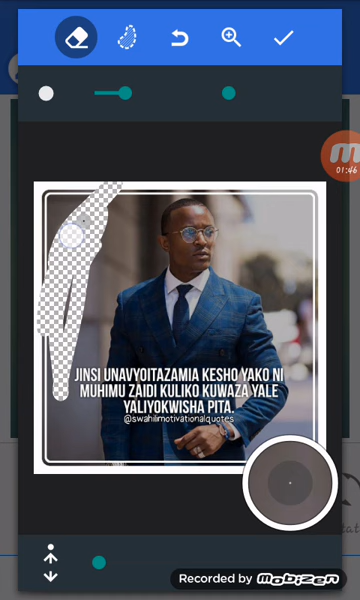 01:46
JINSI UNAVYOITAZAMIA KESHO YAKO NI
MUHIMU ZAIDI KULIKO KUWAZA YALE
YALIYOKWISHA PITA.
@swahilimotivationalquotes
Recorded by Mobizen